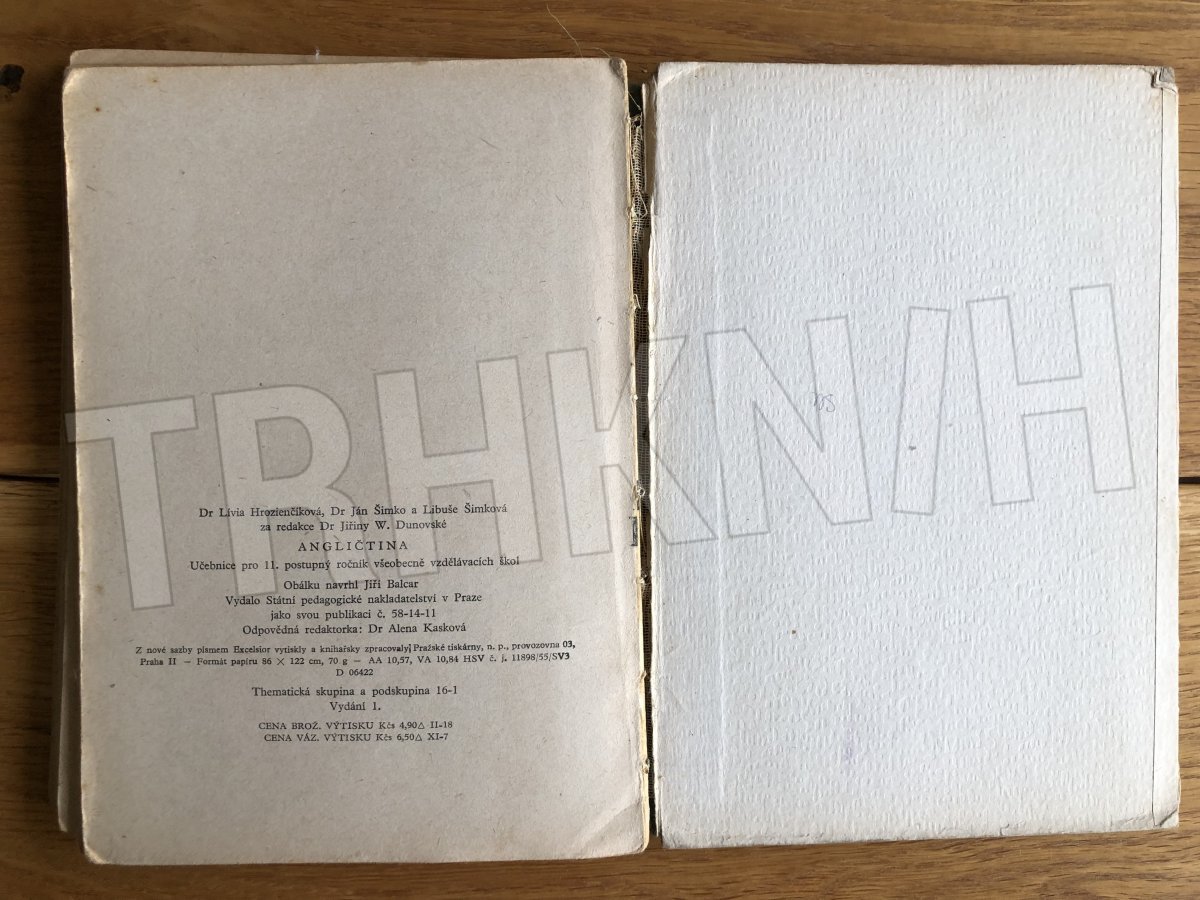 Dr Lívia Hrozienčíková, Dr Ján Šimko a Libuše Šimková
za redakce Dr Jiřiny W. Dunovské
ANGLIČTINA
Učebnice pro 11. postupný ročník všeobecně vzdělávacích škol
Obálku navrhl Jiří Balcar
Vydalo Státní pedagogické nakladatelství v Praze
jako svou publikaci č. 58-14-11
Odpovědná redaktorka: Dr Alena Kasková
Z nové sazby písmem Excelsior vytiskly a knihařsky zpracovaly Pražské tiskárny, n. p., provozovna 03,
Praha II — Formát papíru 86 × 122 cm, 70 g — AA 10,57, VA 10,84 HSV č. j. 11898/55/SV3
D 06422
Thematická skupina a podskupina 16-1
Vydání 1.
CENA BROŽ. VÝTISKU Kčs 4,90△ II-18
CENA VÁZ. VÝTISKU Kčs 6,50△ XI-7
TRHKNIH